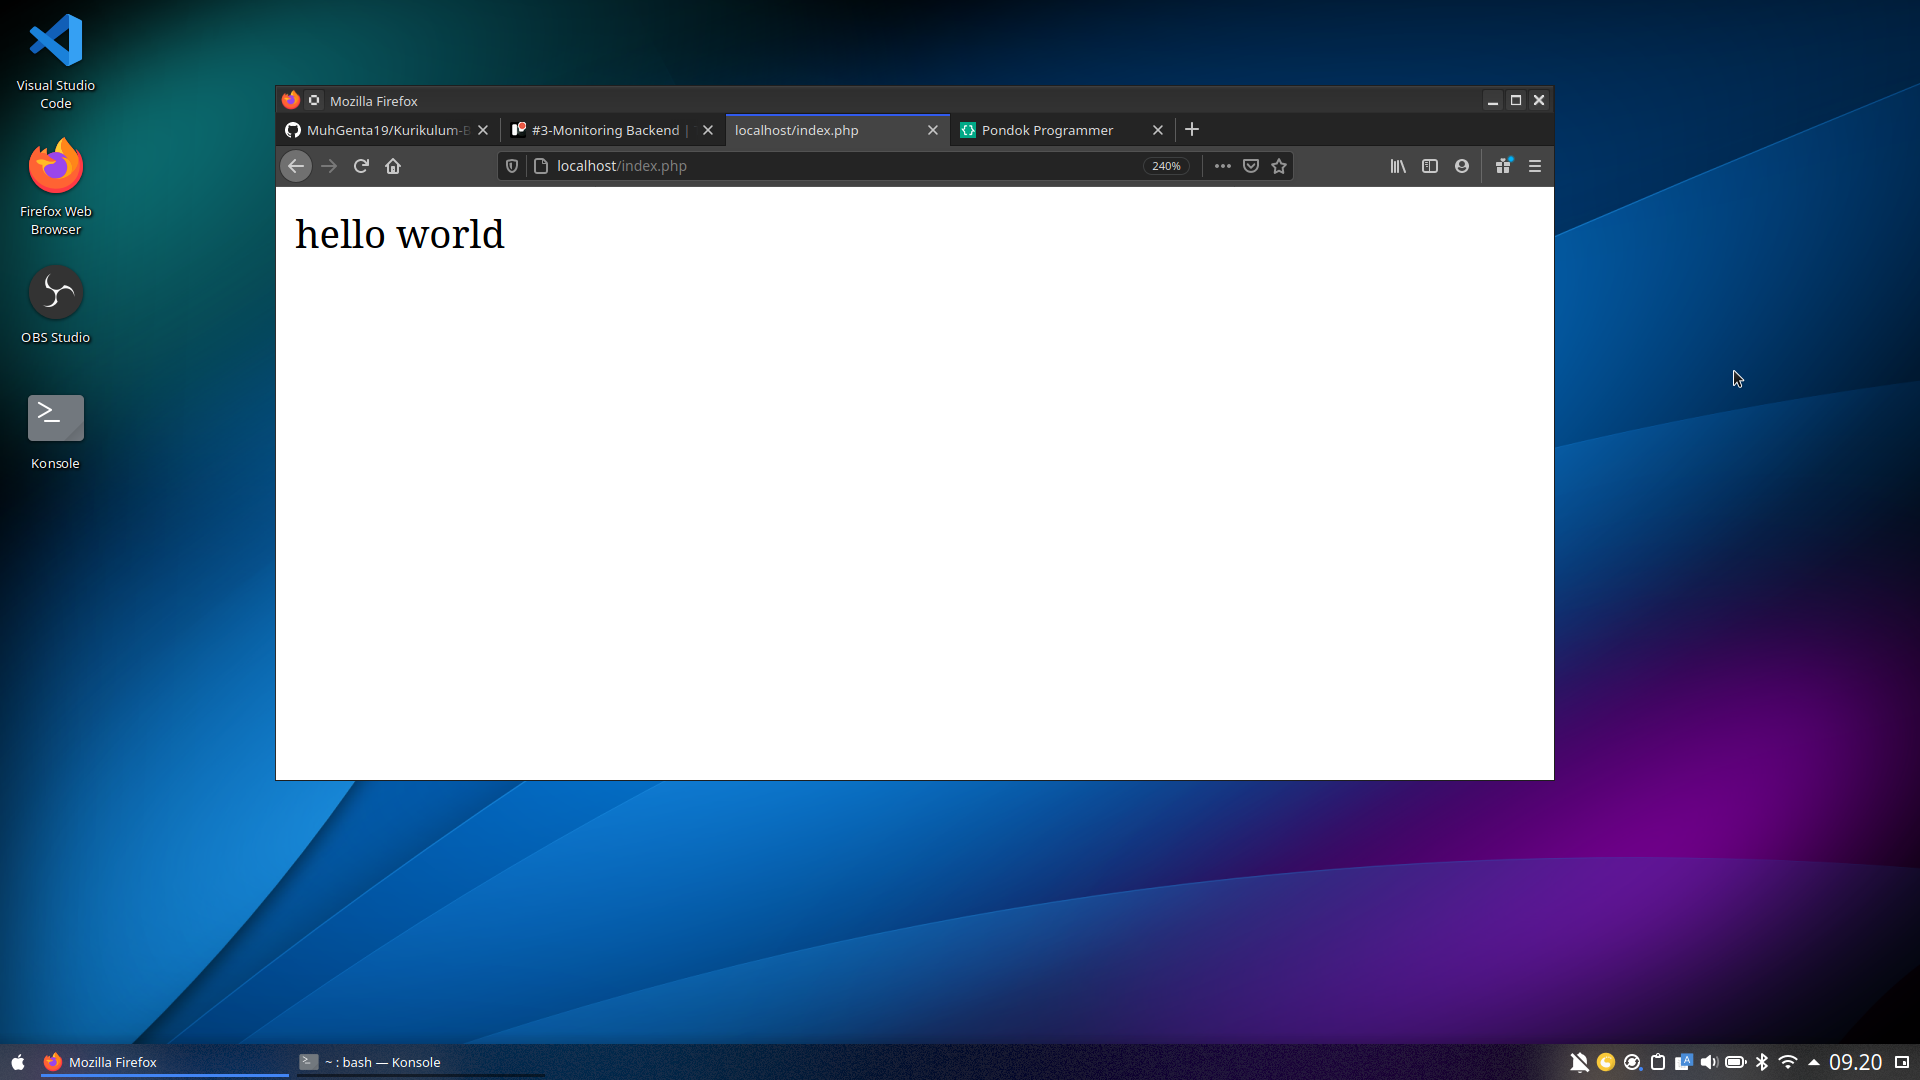 Visual Studio
Code
Firefox Web
Browser
OBS Studio
Konsole
Mozilla Firefox
MuhGenta19/Kurikulum-B
#3-Monitoring Backend |
localhost/index.php
Pondok Programmer
localhost/index.php
240%
hello world
Mozilla Firefox
~ : bash — Konsole
A
09.20